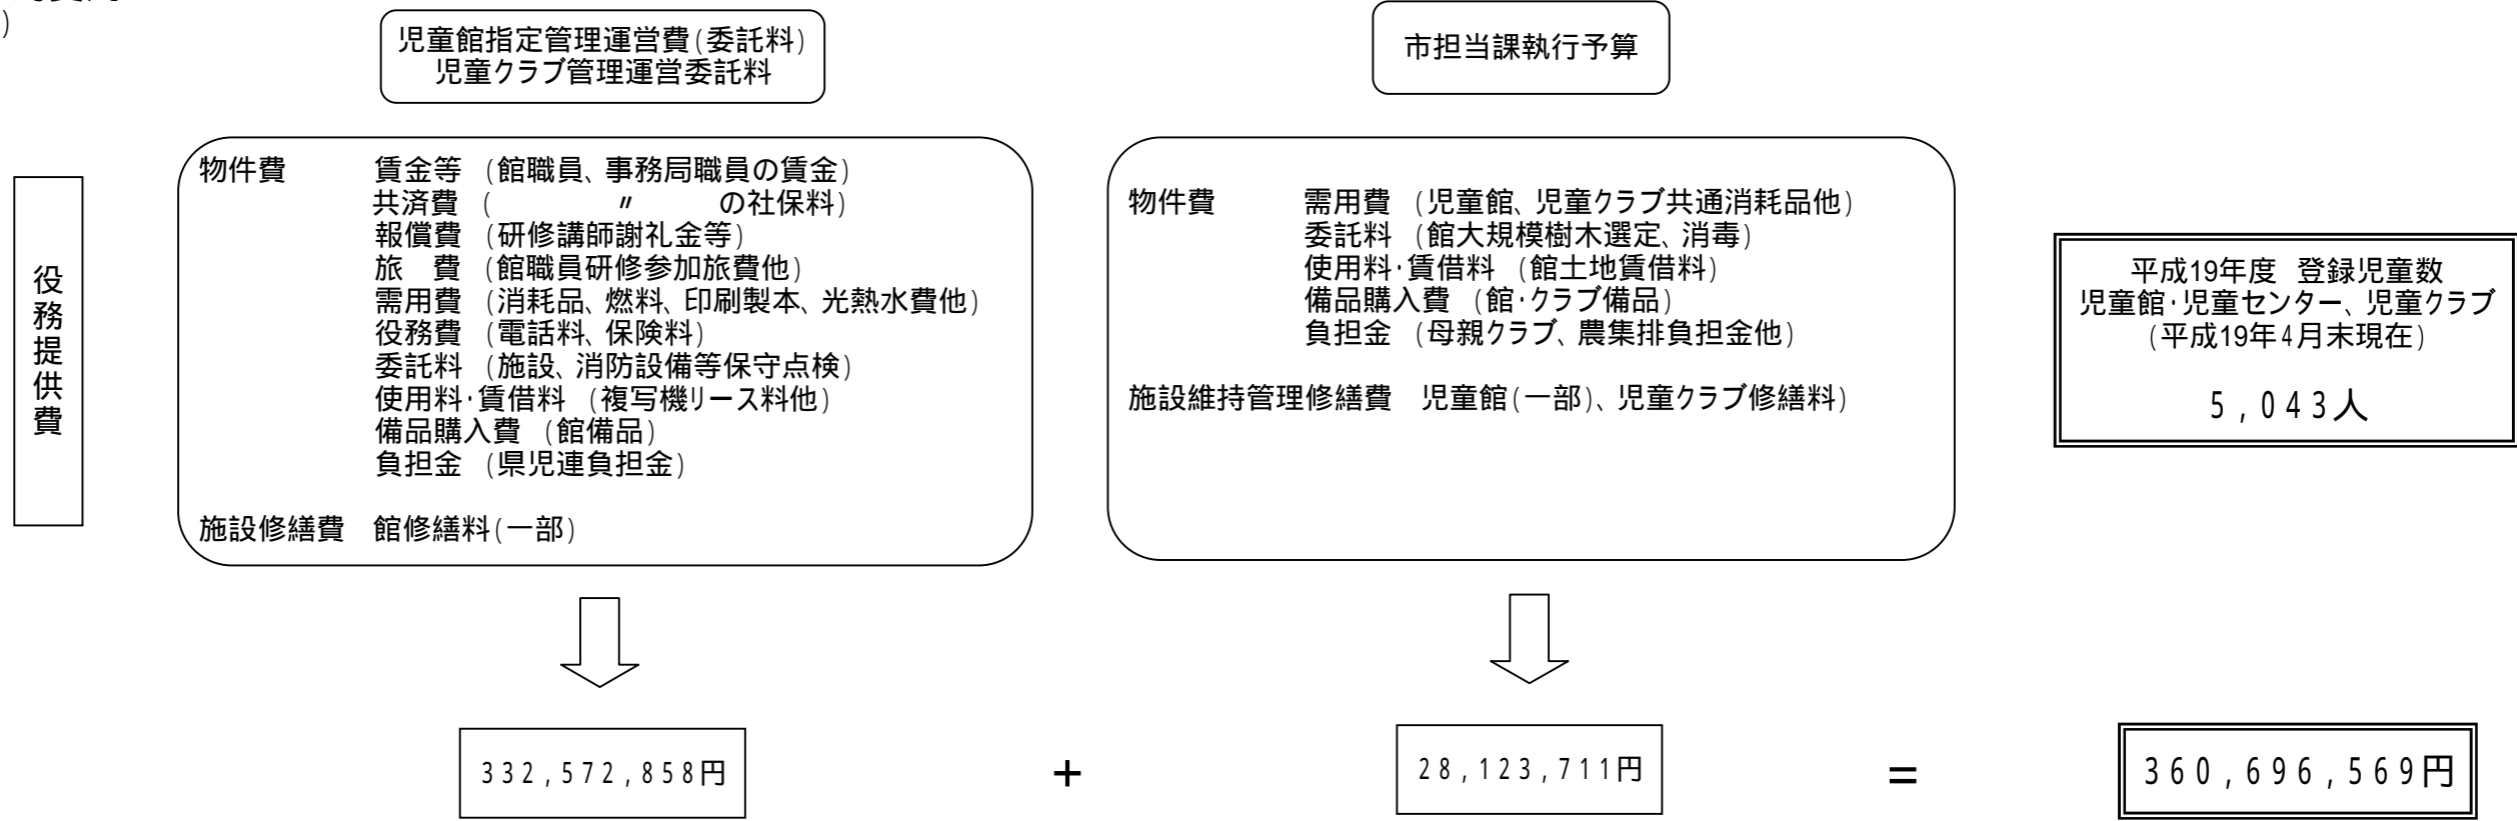 )
児童館指定管理運営費(委託料)
児童クラブ管理運営委託料
市担当課執行予算
役務提供費
物件費 賃金等 (館職員、事務局職員の賃金)
共済費 ( 〃 の社保料)
報償費 (研修講師謝礼金等)
旅 費 (館職員研修参加旅費他)
需用費 (消耗品、燃料、印刷製本、光熱水費他)
役務費 (電話料、保険料)
委託料 (施設、消防設備等保守点検)
使用料・賃借料 (複写機リース料他)
備品購入費 (館備品)
負担金 (県児連負担金)
施設修繕費 館修繕料(一部)
物件費 需用費 (児童館、児童クラブ共通消耗品他)
委託料 (館大規模樹木選定、消毒)
使用料・賃借料 (館土地賃借料)
備品購入費 (館・クラブ備品)
負担金 (母親クラブ、農集排負担金他)
施設維持管理修繕費 児童館(一部)、児童クラブ修繕料)
平成19年度 登録児童数
児童館・児童センター、児童クラブ
(平成19年4月末現在)
5,043人
332,572,858円
+
28,123,711円
=
360,696,569円